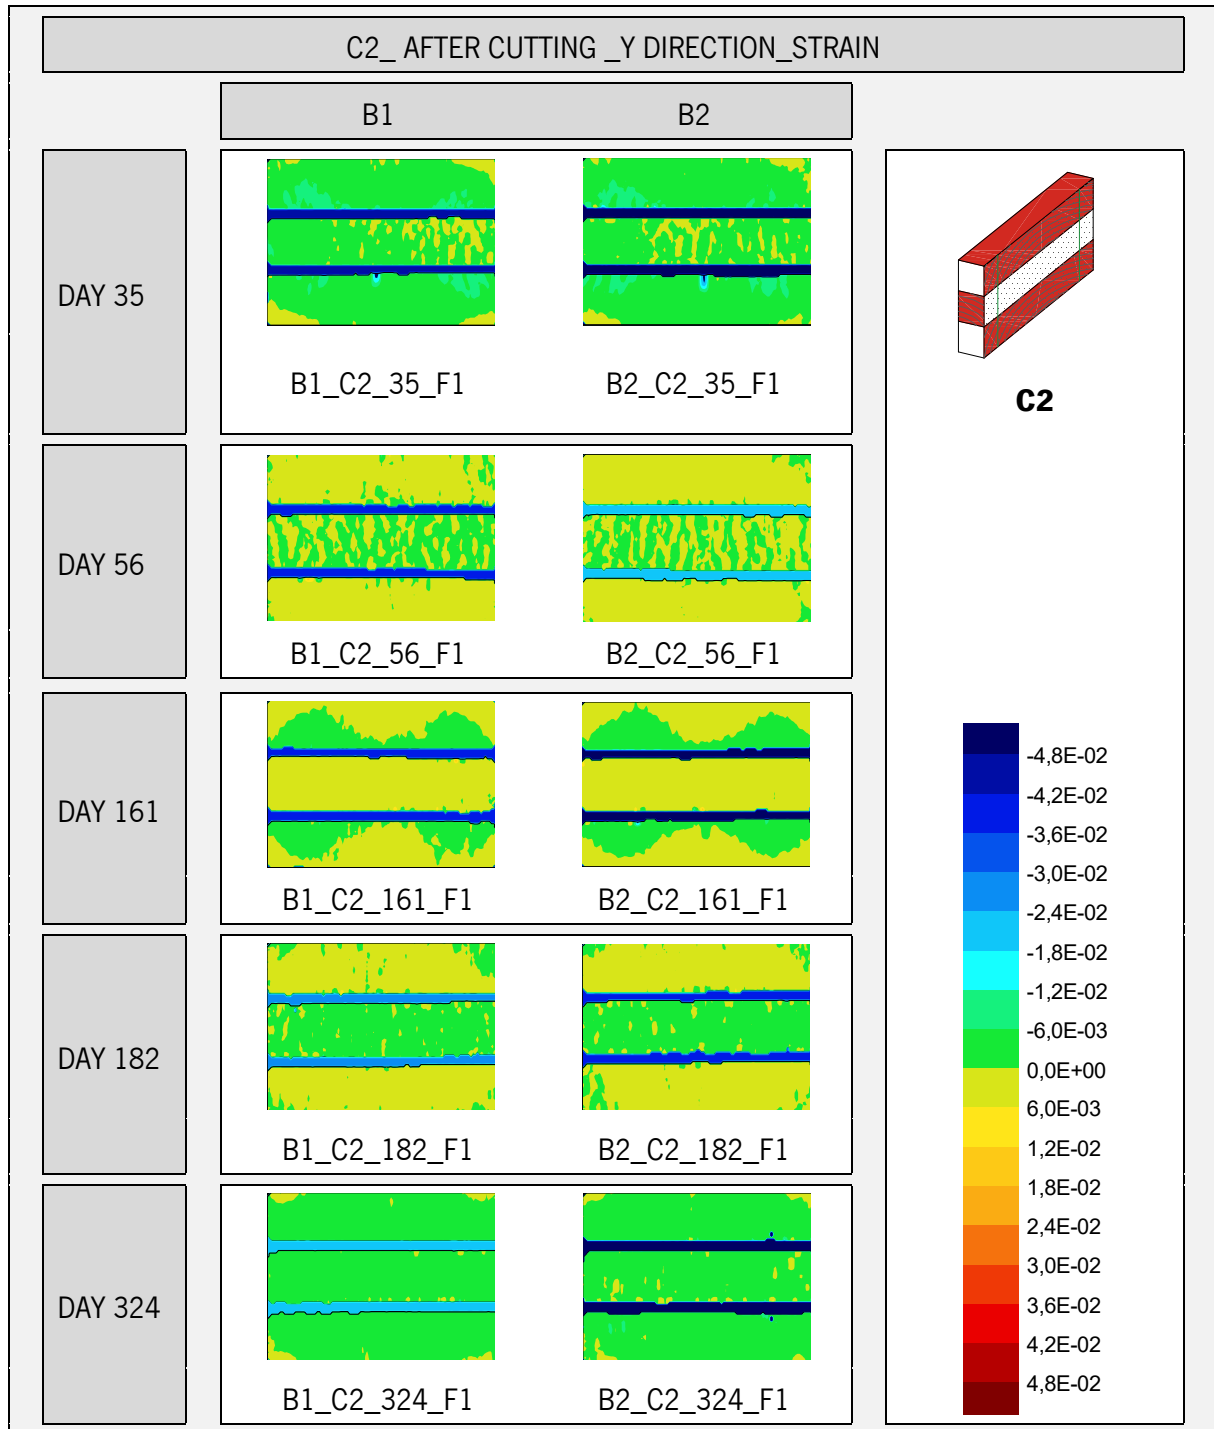 C2_ AFTER CUTTING _Y DIRECTION_STRAIN
B1 B2
DAY 35
B1_C2_35_F1 B2_C2_35_F1
C2
DAY 56
B1_C2_56_F1 B2_C2_56_F1
DAY 161
B1_C2_161_F1 B2_C2_161_F1
DAY 182
B1_C2_182_F1 B2_C2_182_F1
DAY 324
B1_C2_324_F1 B2_C2_324_F1
-4,8E-02
-4,2E-02
-3,6E-02
-3,0E-02
-2,4E-02
-1,8E-02
-1,2E-02
-6,0E-03
0,0E+00
6,0E-03
1,2E-02
1,8E-02
2,4E-02
3,0E-02
3,6E-02
4,2E-02
4,8E-02